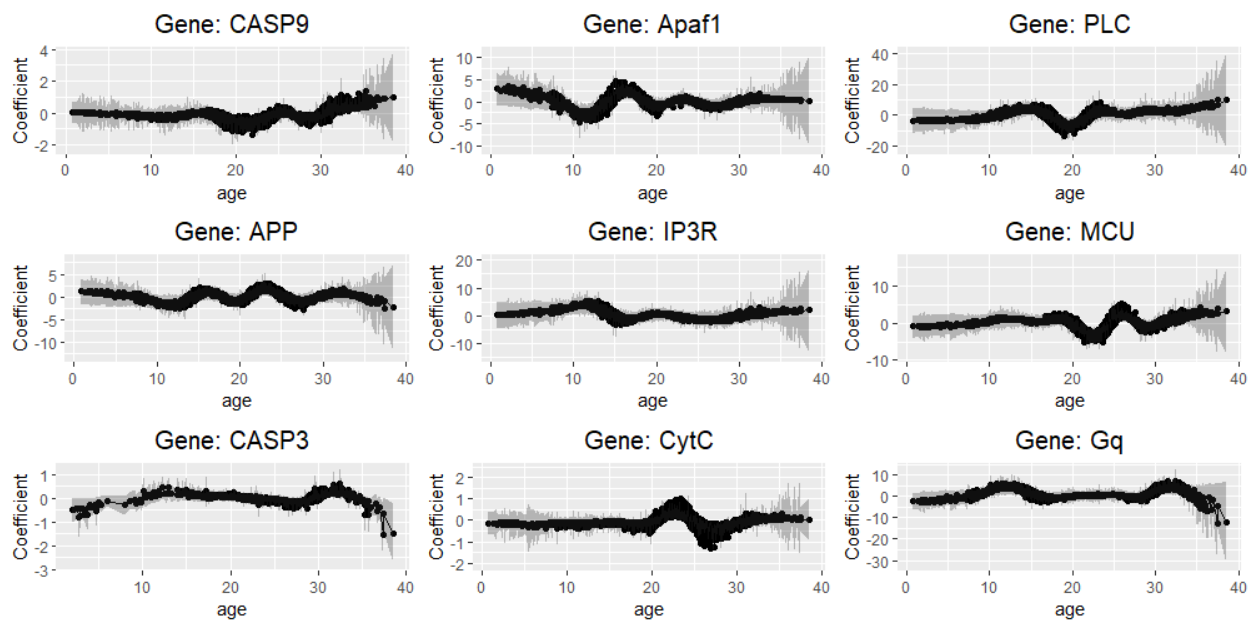 Gene: CASP9
Coefficient
4
2
0
-2
0 10 20 30 40
age
Gene: Apaf1
Coefficient
10
5
0
-5
-10
0 10 20 30 40
age
Gene: PLC
Coefficient
40
20
0
-20
0 10 20 30 40
age
Gene: APP
Coefficient
5
0
-5
-10
0 10 20 30 40
age
Gene: IP3R
Coefficient
20
10
0
-10
0 10 20 30 40
age
Gene: MCU
Coefficient
10
0
-10
0 10 20 30 40
age
Gene: CASP3
Coefficient
1
0
-1
-2
-3
10 20 30 40
age
Gene: CytC
Coefficient
2
1
0
-1
-2
0 10 20 30 40
age
Gene: Gq
Coefficient
10
0
-10
-20
-30
0 10 20 30 40
age